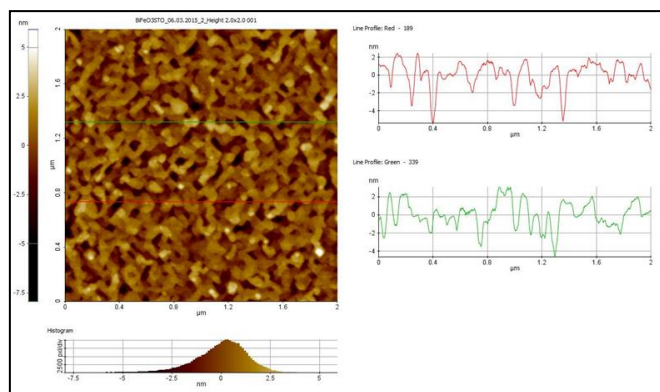 BiFeO3STO_06.03.2015_2_Height 2.0x2.0 001
nm
5
2.5
0
-2.5
-5
-7.5
2
1.6
1.2
0.8
0.4
0
µm
0 0.4 0.8 1.2 1.6 2
µm
Histogram
2500 pxl/div
-7.5 -5 -2.5 0 2.5 5
nm
Line Profile: Red - 189
nm
2
0
-2
-4
0 0.4 0.8 1.2 1.6 2
µm
Line Profile: Green - 339
nm
2
0
-2
-4
0 0.4 0.8 1.2 1.6 2
µm